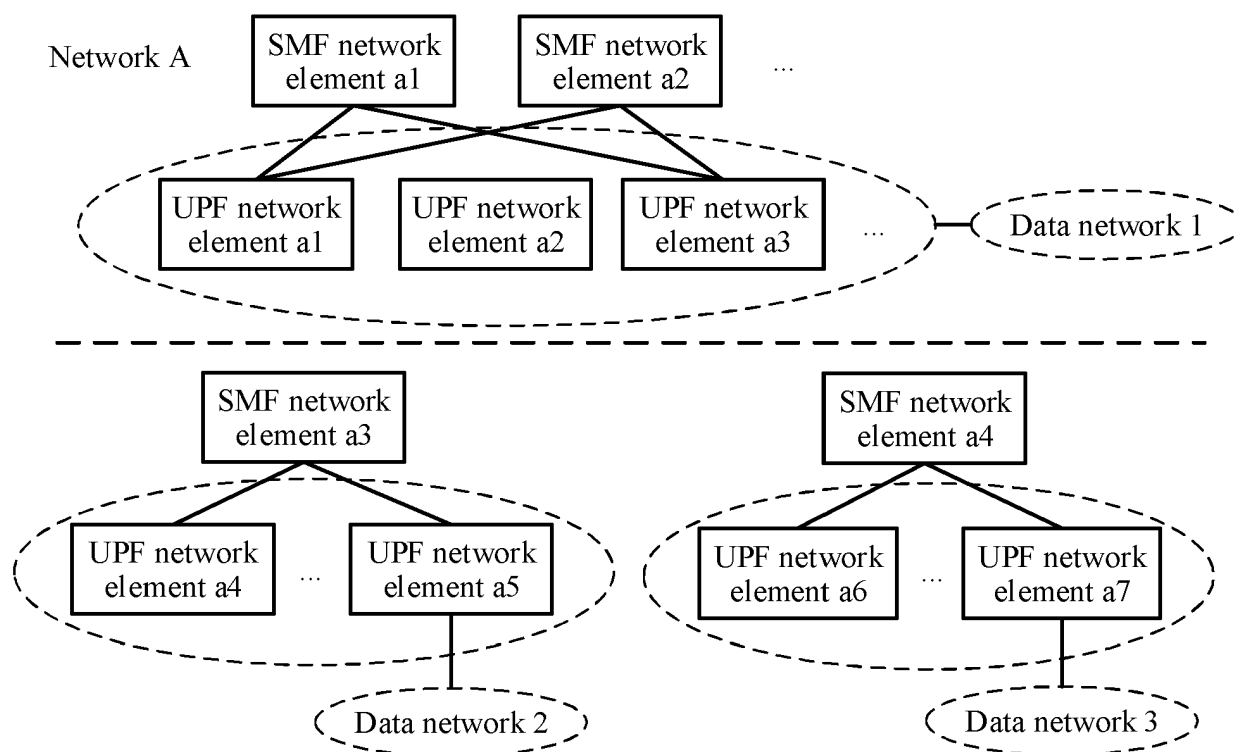 Network A
SMF network
element a1
SMF network
element a2
...
UPF network
element a1
UPF network
element a2
UPF network
element a3
...
Data network 1
SMF network
element a3
SMF network
element a4
UPF network
element a4
...
UPF network
element a5
UPF network
element a6
...
UPF network
element a7
Data network 2
Data network 3